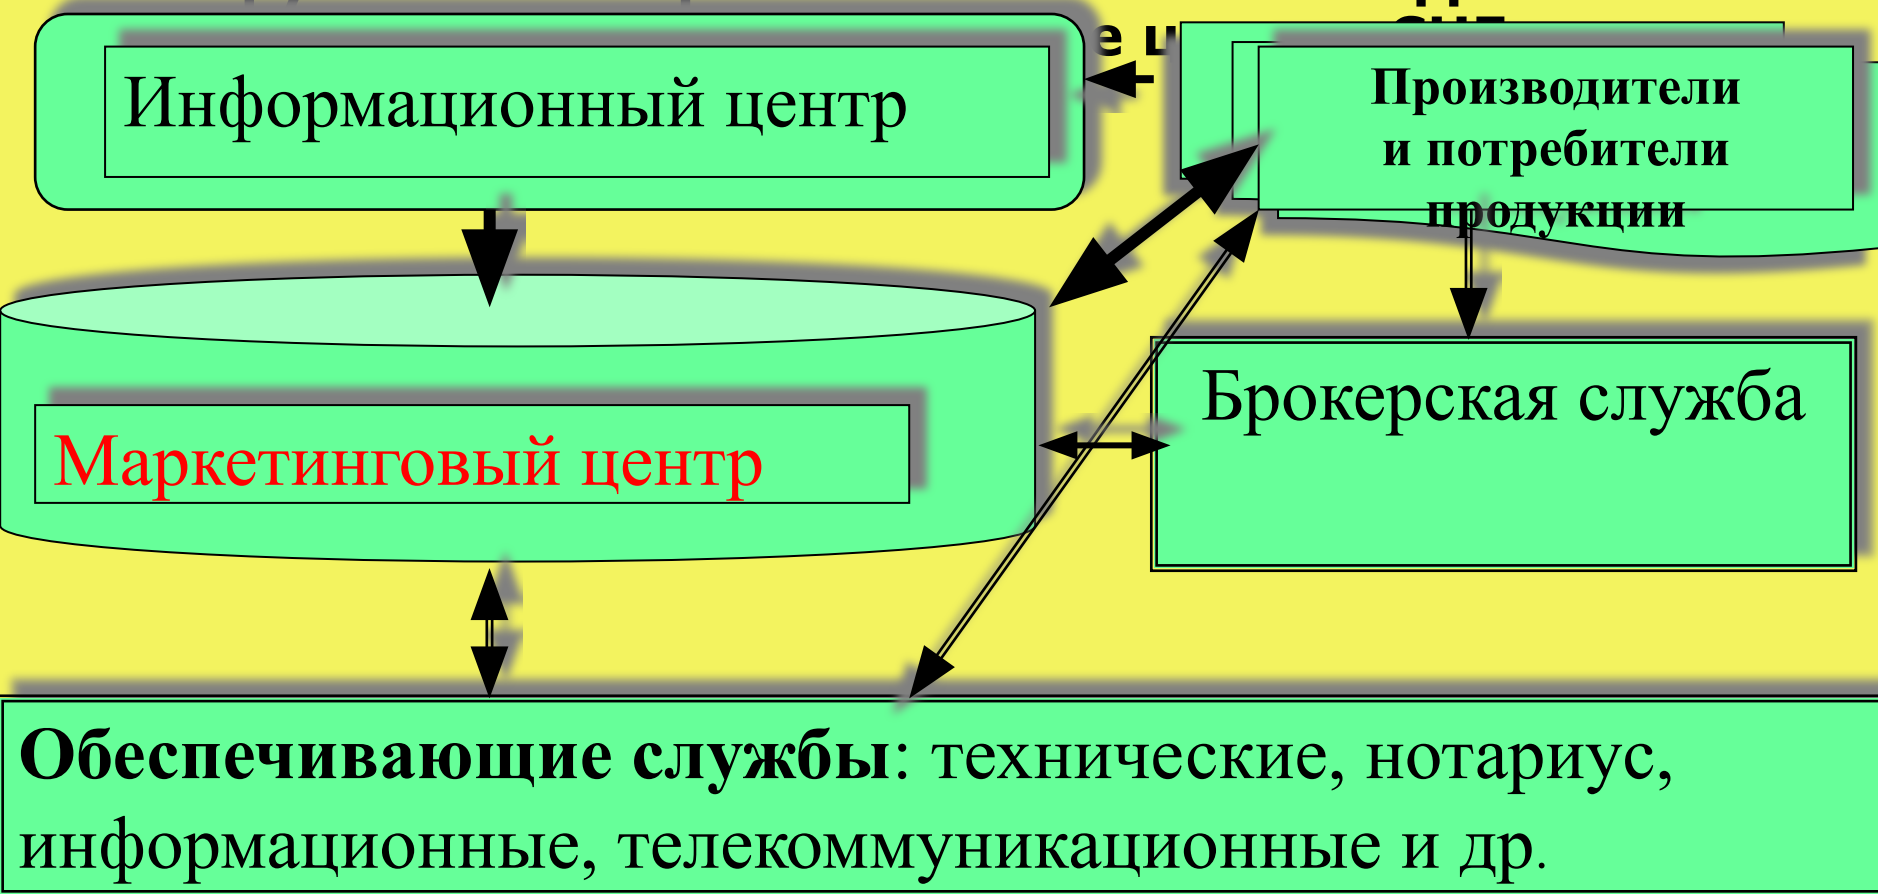 Информационный центр
Производители
и потребители
продукции
Маркетинговый центр
Брокерская служба
Обеспечивающие службы: технические, нотариус,
информационные, телекоммуникационные и др.